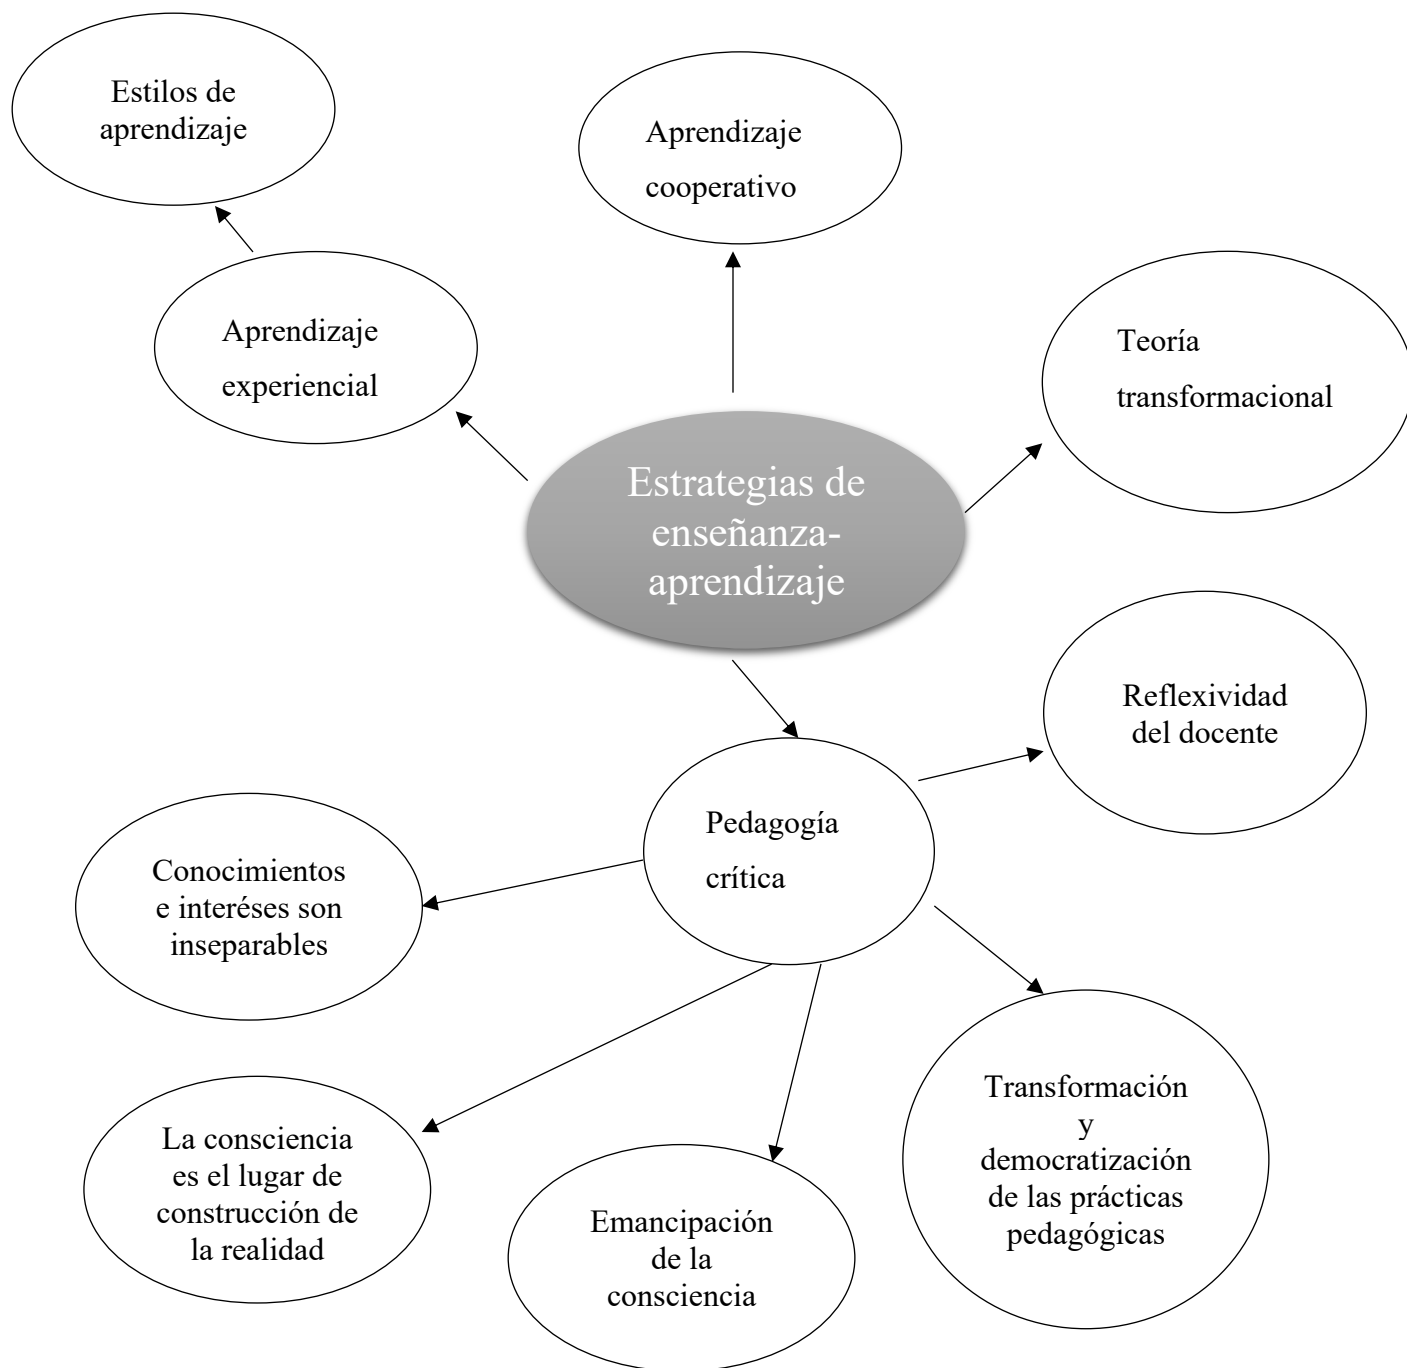 Estilos de
aprendizaje
Aprendizaje
cooperativo
Aprendizaje
experiencial
Teoría
transformacional
Estrategias de
enseñanza-
aprendizaje
Reflexividad
del docente
Pedagogía
crítica
Conocimientos
e interéses son
inseparables
Transformación
y
democratización
de las prácticas
pedagógicas
La consciencia
es el lugar de
construcción de
la realidad
Emancipación
de la
consciencia